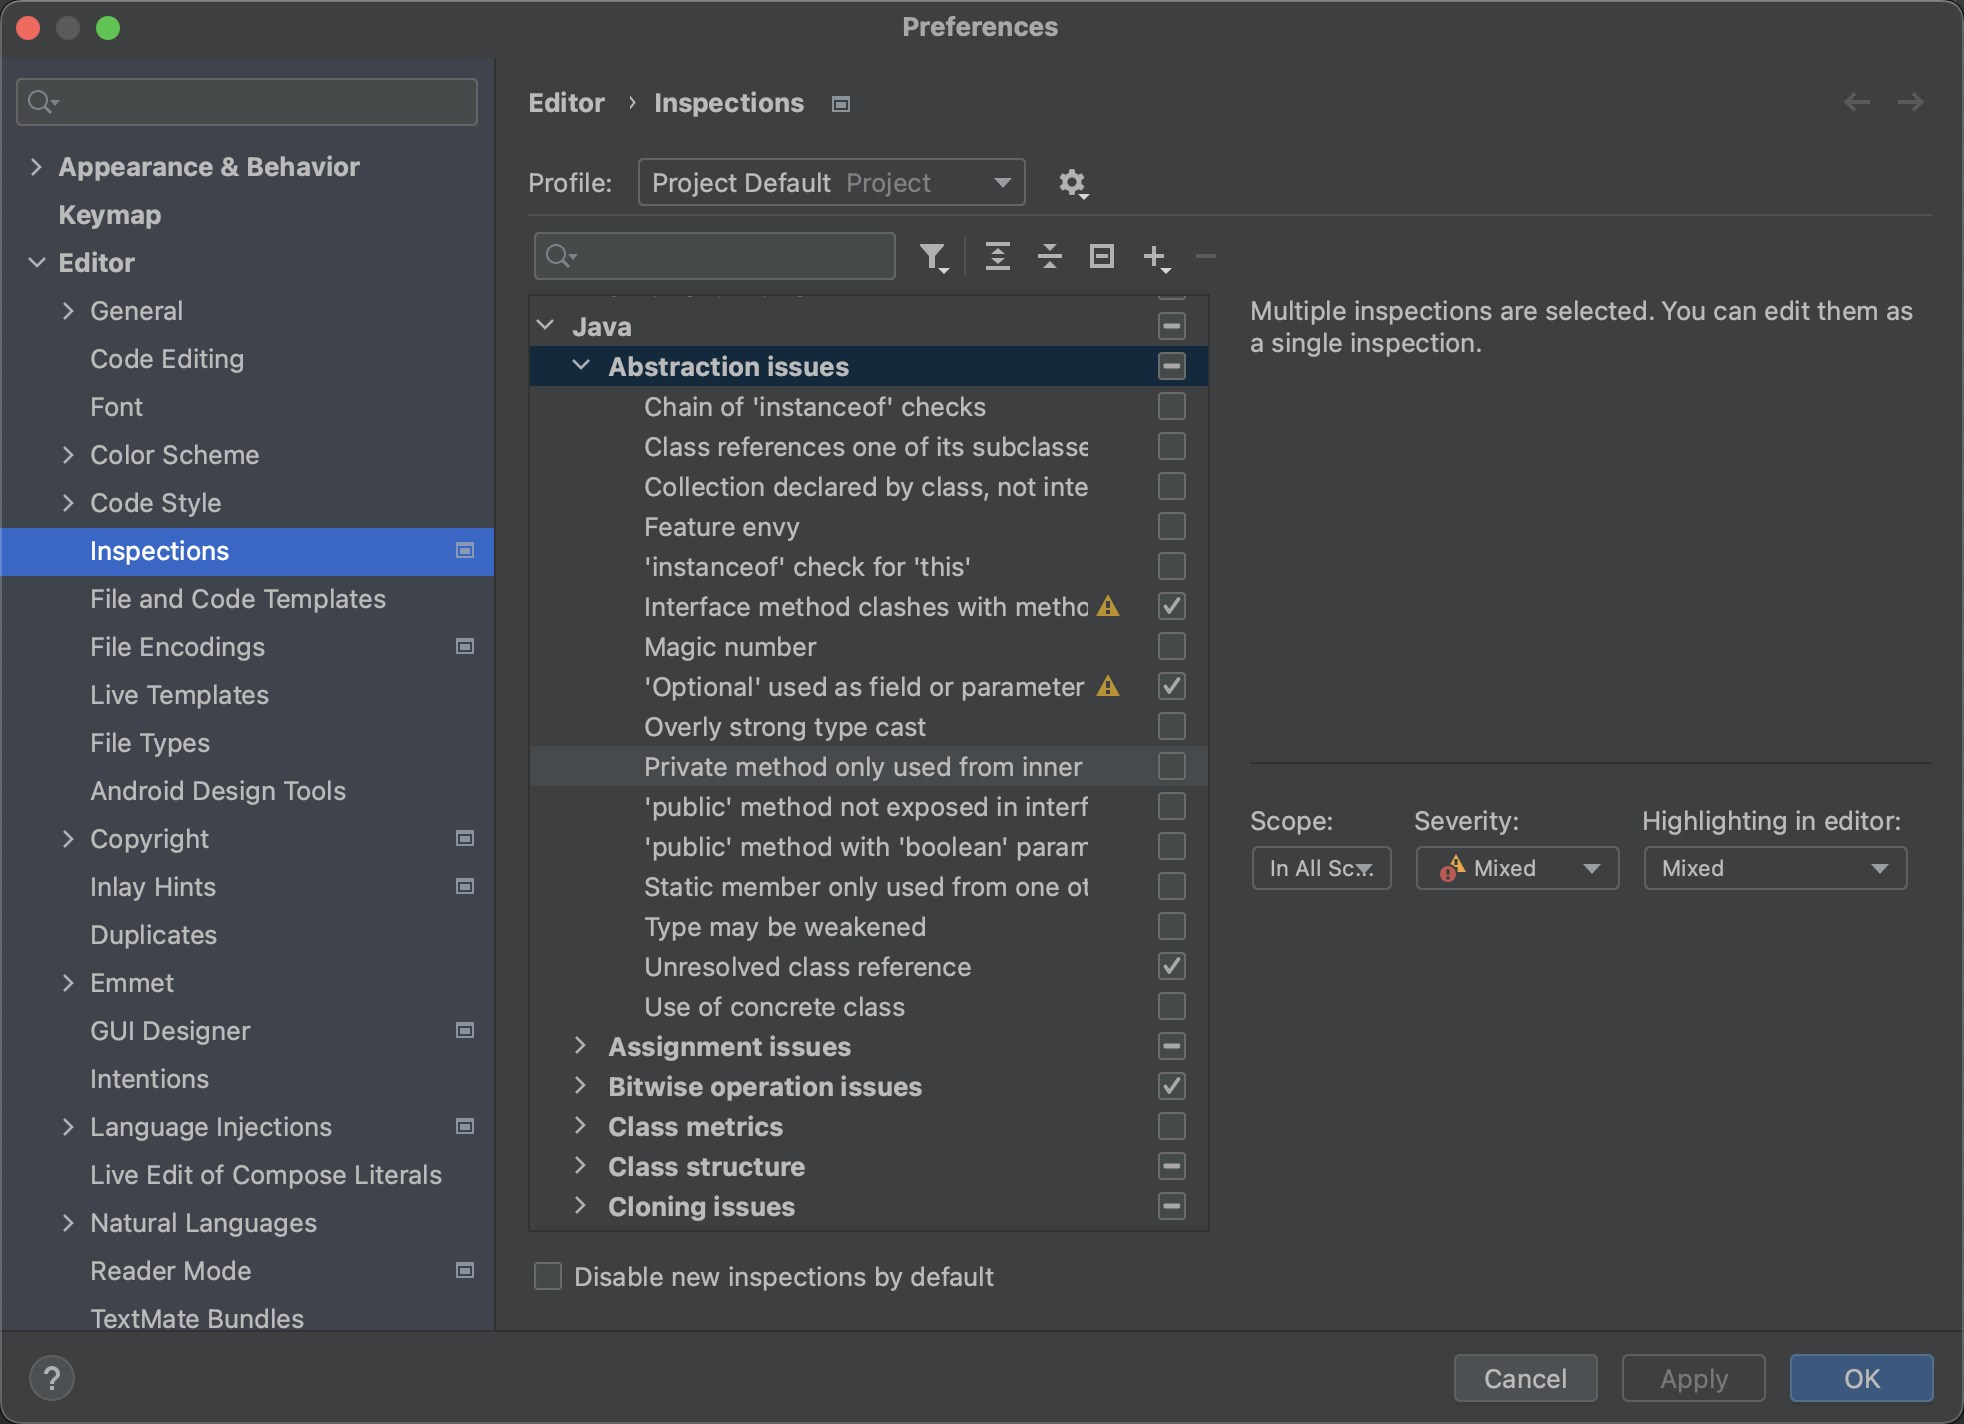 Preferences
Appearance & Behavior
Keymap
Editor
General
Code Editing
Font
Color Scheme
Code Style
Inspections
File and Code Templates
File Encodings
Live Templates
File Types
Android Design Tools
Copyright
Inlay Hints
Duplicates
Emmet
GUI Designer
Intentions
Language Injections
Live Edit of Compose Literals
Natural Languages
Reader Mode
TextMate Bundles
Editor › Inspections
Profile: Project Default Project
Java
Abstraction issues
Chain of 'instanceof' checks
Class references one of its subclasse
Collection declared by class, not inte
Feature envy
'instanceof' check for 'this'
Interface method clashes with metho
Magic number
'Optional' used as field or parameter
Overly strong type cast
Private method only used from inner
'public' method not exposed in interf
'public' method with 'boolean' param
Static member only used from one ot
Type may be weakened
Unresolved class reference
Use of concrete class
Assignment issues
Bitwise operation issues
Class metrics
Class structure
Cloning issues
Disable new inspections by default
Multiple inspections are selected. You can edit them as
a single inspection.
Scope: Severity: Highlighting in editor:
In All Sc... Mixed Mixed
? Cancel Apply OK